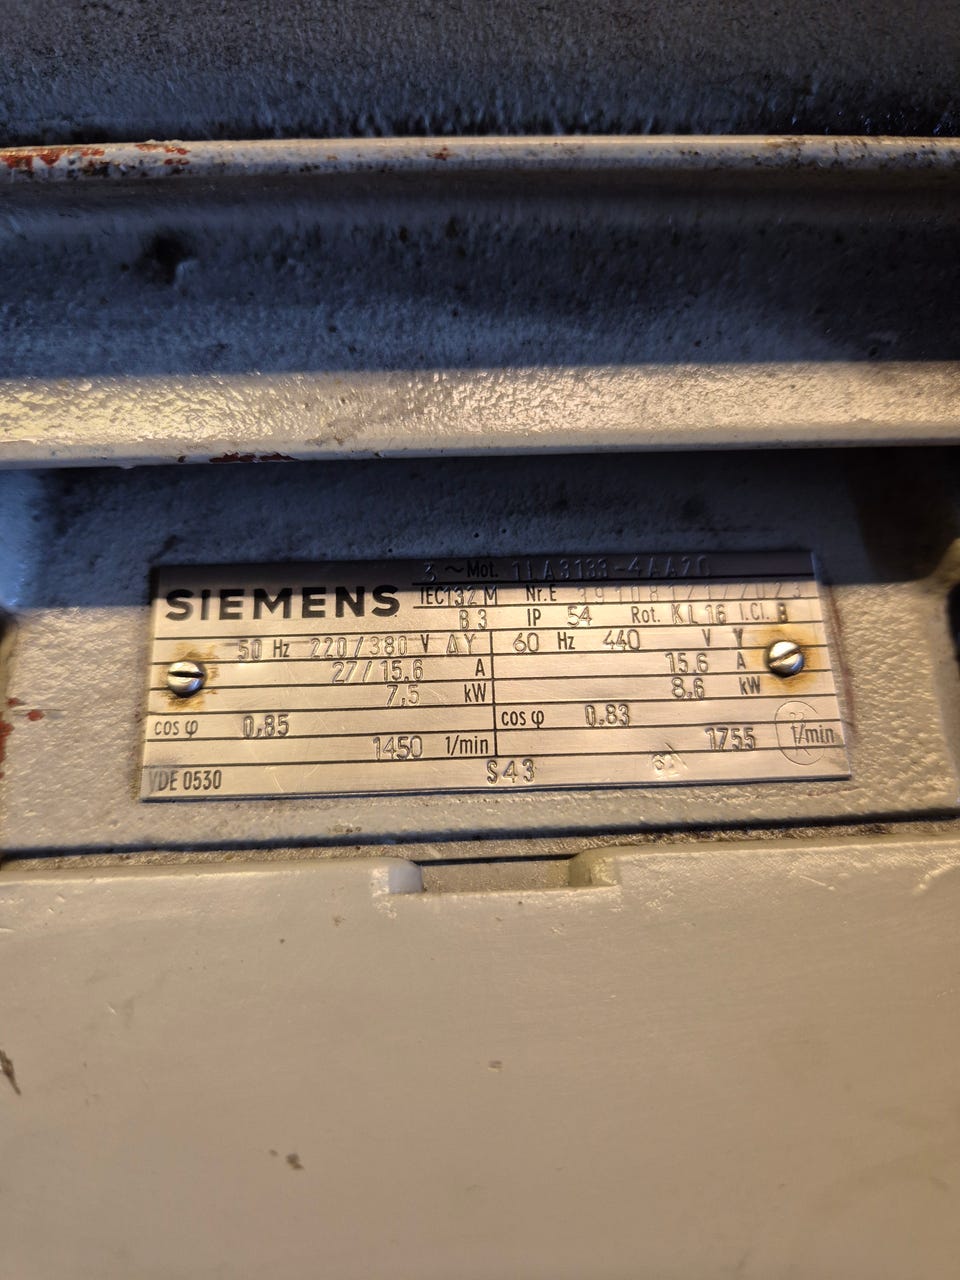 3 ~ Mot. 1LA3133-4AA20
SIEMENS
IEC132 M Nr.E
B 3 IP 54 Rot. KL 16 I.Cl. B
50 Hz 220/380 V ΔY
60 Hz 440 V Y
27/15,6 A
15,6 A
7,5 kW
8,6 kW
cos φ 0,85
cos φ 0,83
1450 1/min
1755 1/min
VDE 0530
S43